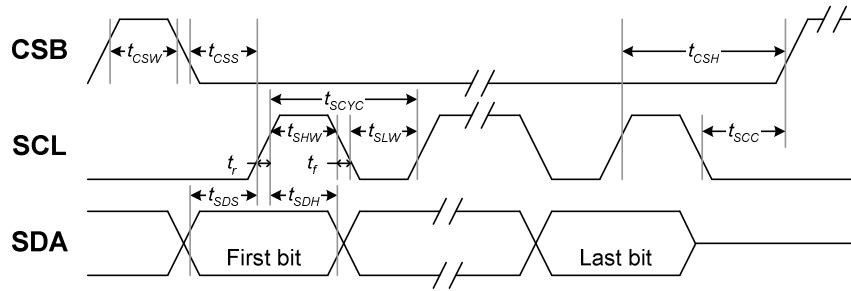 CSB
tCSW
tCSS
tCSH
tSCYC
SCL
tSHW
tSLW
tSCC
tr
tf
tSDS
tSDH
SDA
First bit
Last bit